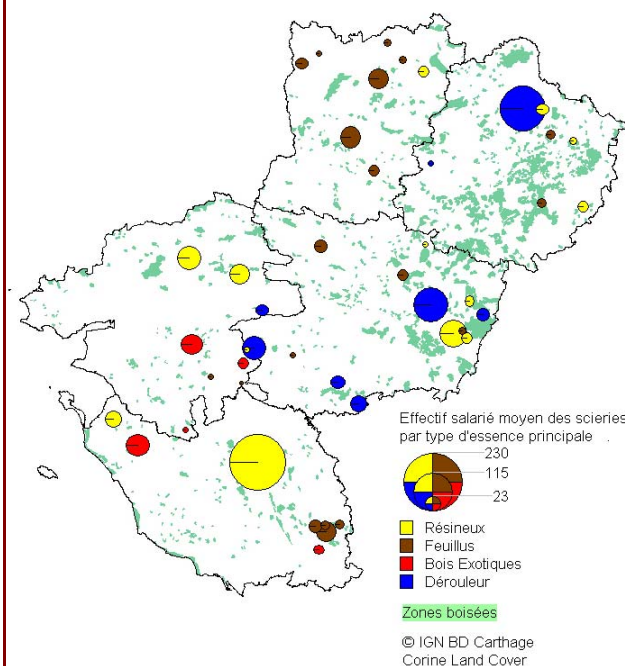 Effectif salarié moyen des scieries
par type d'essence principale .
230
115
23
Résineux
Feuillus
Bois Exotiques
Dérouleur
Zones boisées
© IGN BD Carthage
Corine Land Cover